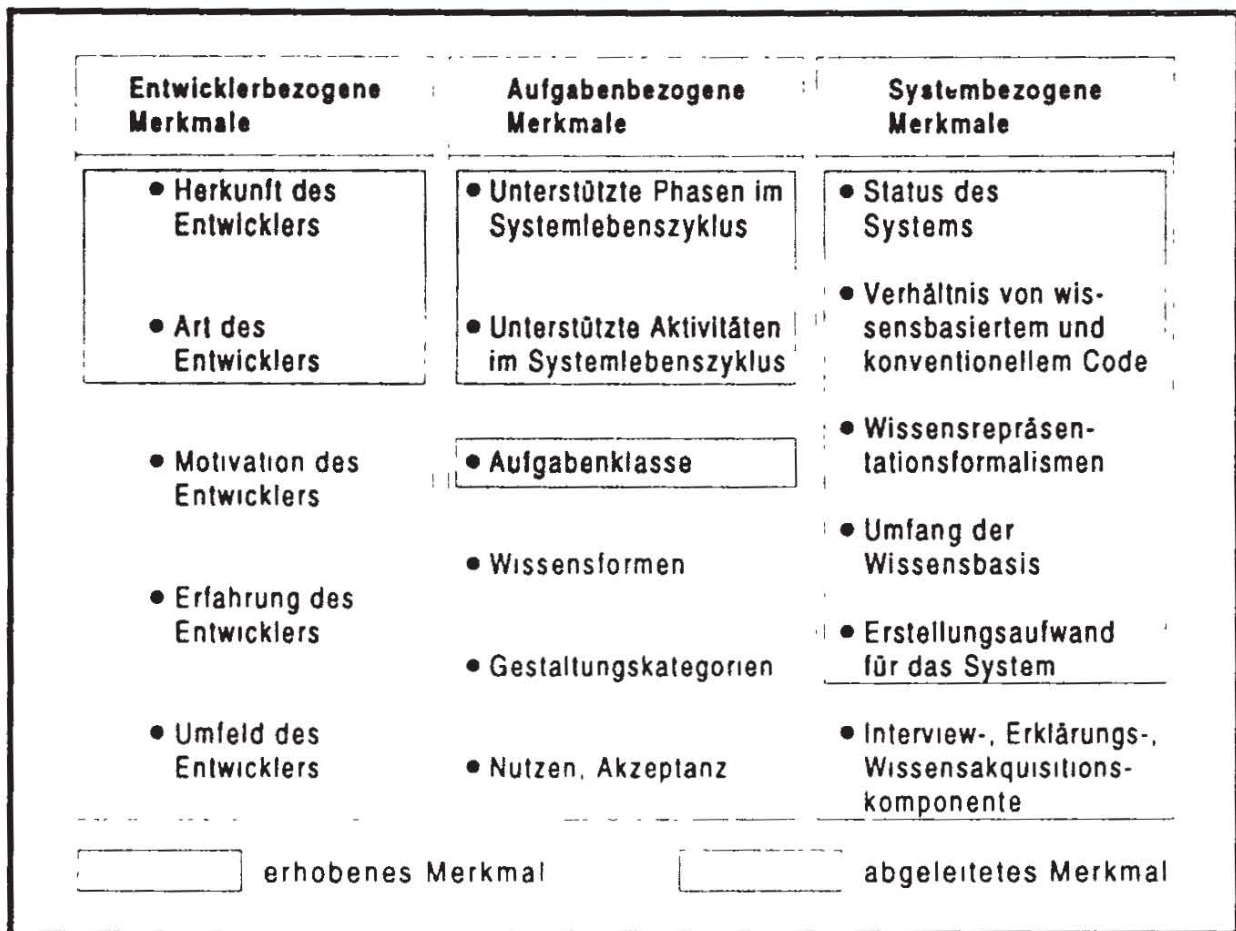 Entwicklerbezogene
Merkmale
● Herkunft des
Entwicklers
● Art des
Entwicklers
● Motivation des
Entwicklers
● Erfahrung des
Entwicklers
● Umfeld des
Entwicklers
Aufgabenbezogene
Merkmale
● Unterstützte Phasen im
Systemlebenszyklus
● Unterstützte Aktivitäten
im Systemlebenszyklus
● Aufgabenklasse
● Wissensformen
● Gestaltungskategorien
● Nutzen, Akzeptanz
Systembezogene
Merkmale
● Status des
Systems
● Verhältnis von wis-
sensbasiertem und
konventionellem Code
● Wissensrepräsen-
tationsformalismen
● Umfang der
Wissensbasis
● Erstellungsaufwand
für das System
● Interview-, Erklärungs-,
Wissensakquisitions-
komponente
erhobenes Merkmal
abgeleitetes Merkmal